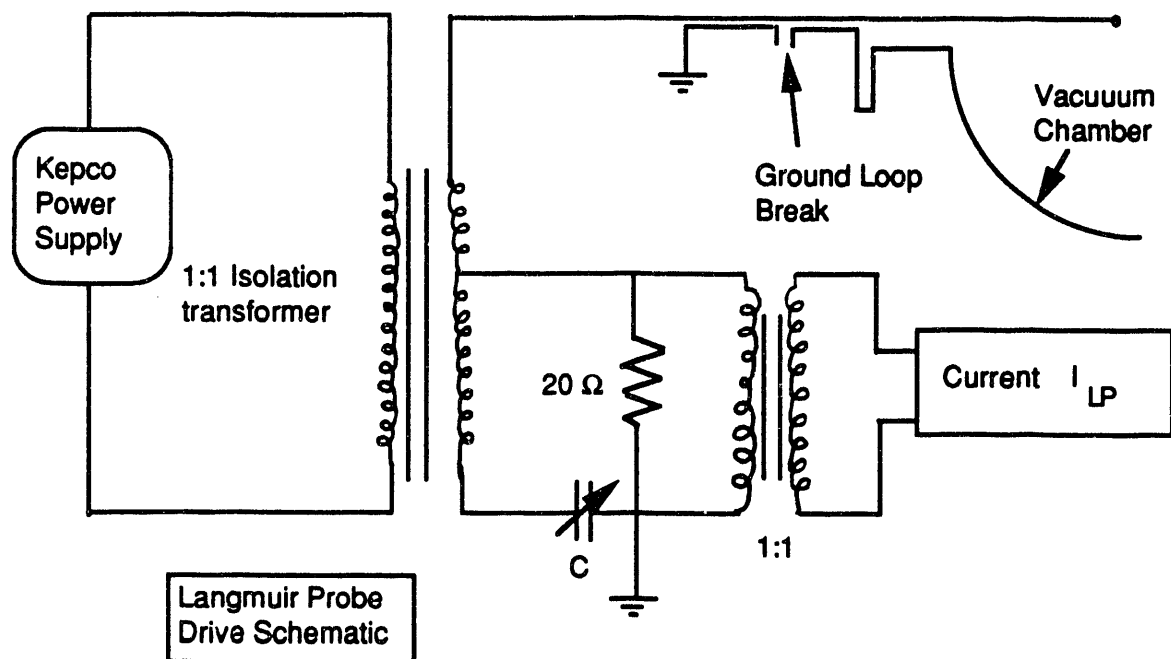 Kepco
Power
Supply
1:1 Isolation
transformer
Ground Loop
Break
Vacuuum
Chamber
20 Ω
C
1:1
Current I LP
Langmuir Probe
Drive Schematic